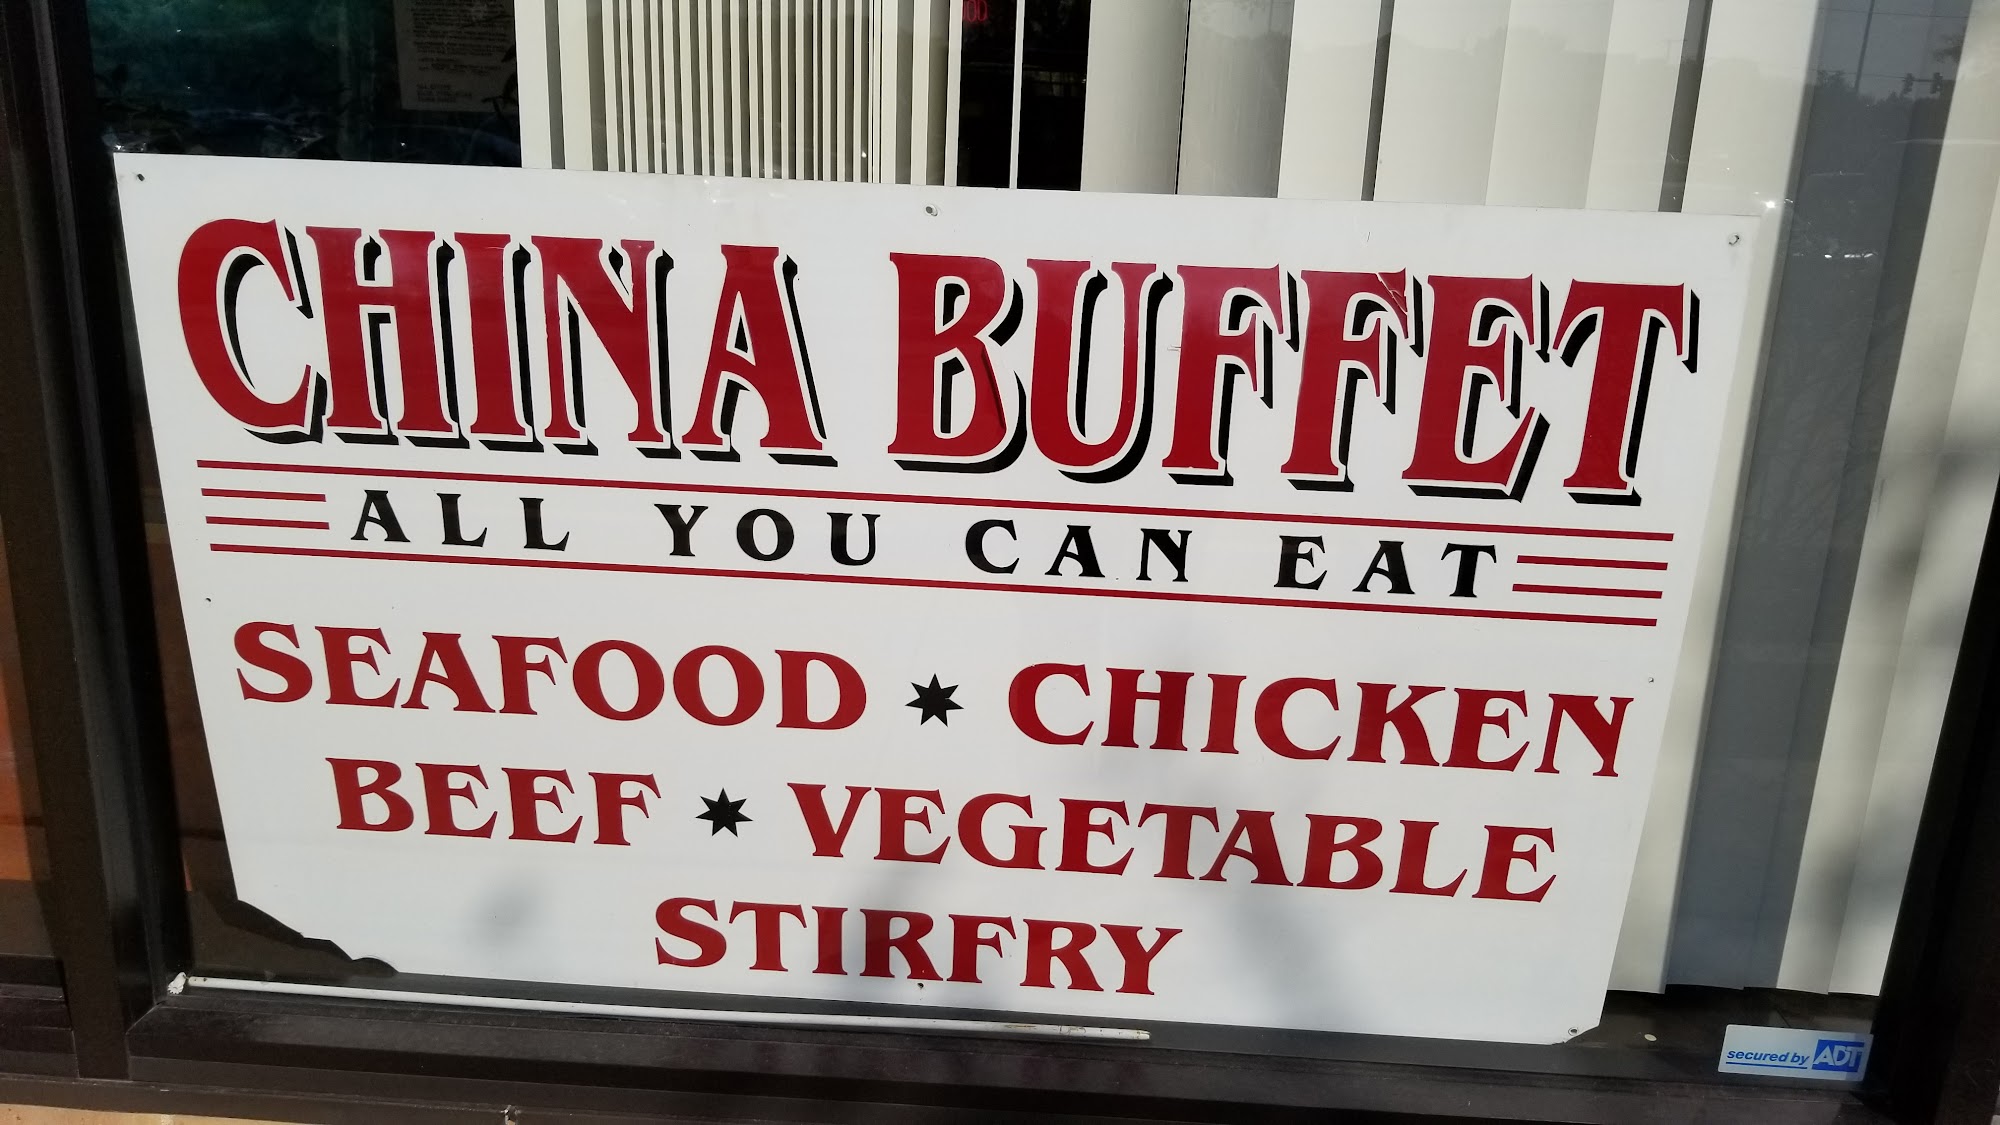 CHINA BUFFET
ALL YOU CAN EAT
SEAFOOD ★ CHICKEN
BEEF ★ VEGETABLE
STIRFRY
secured by ADT